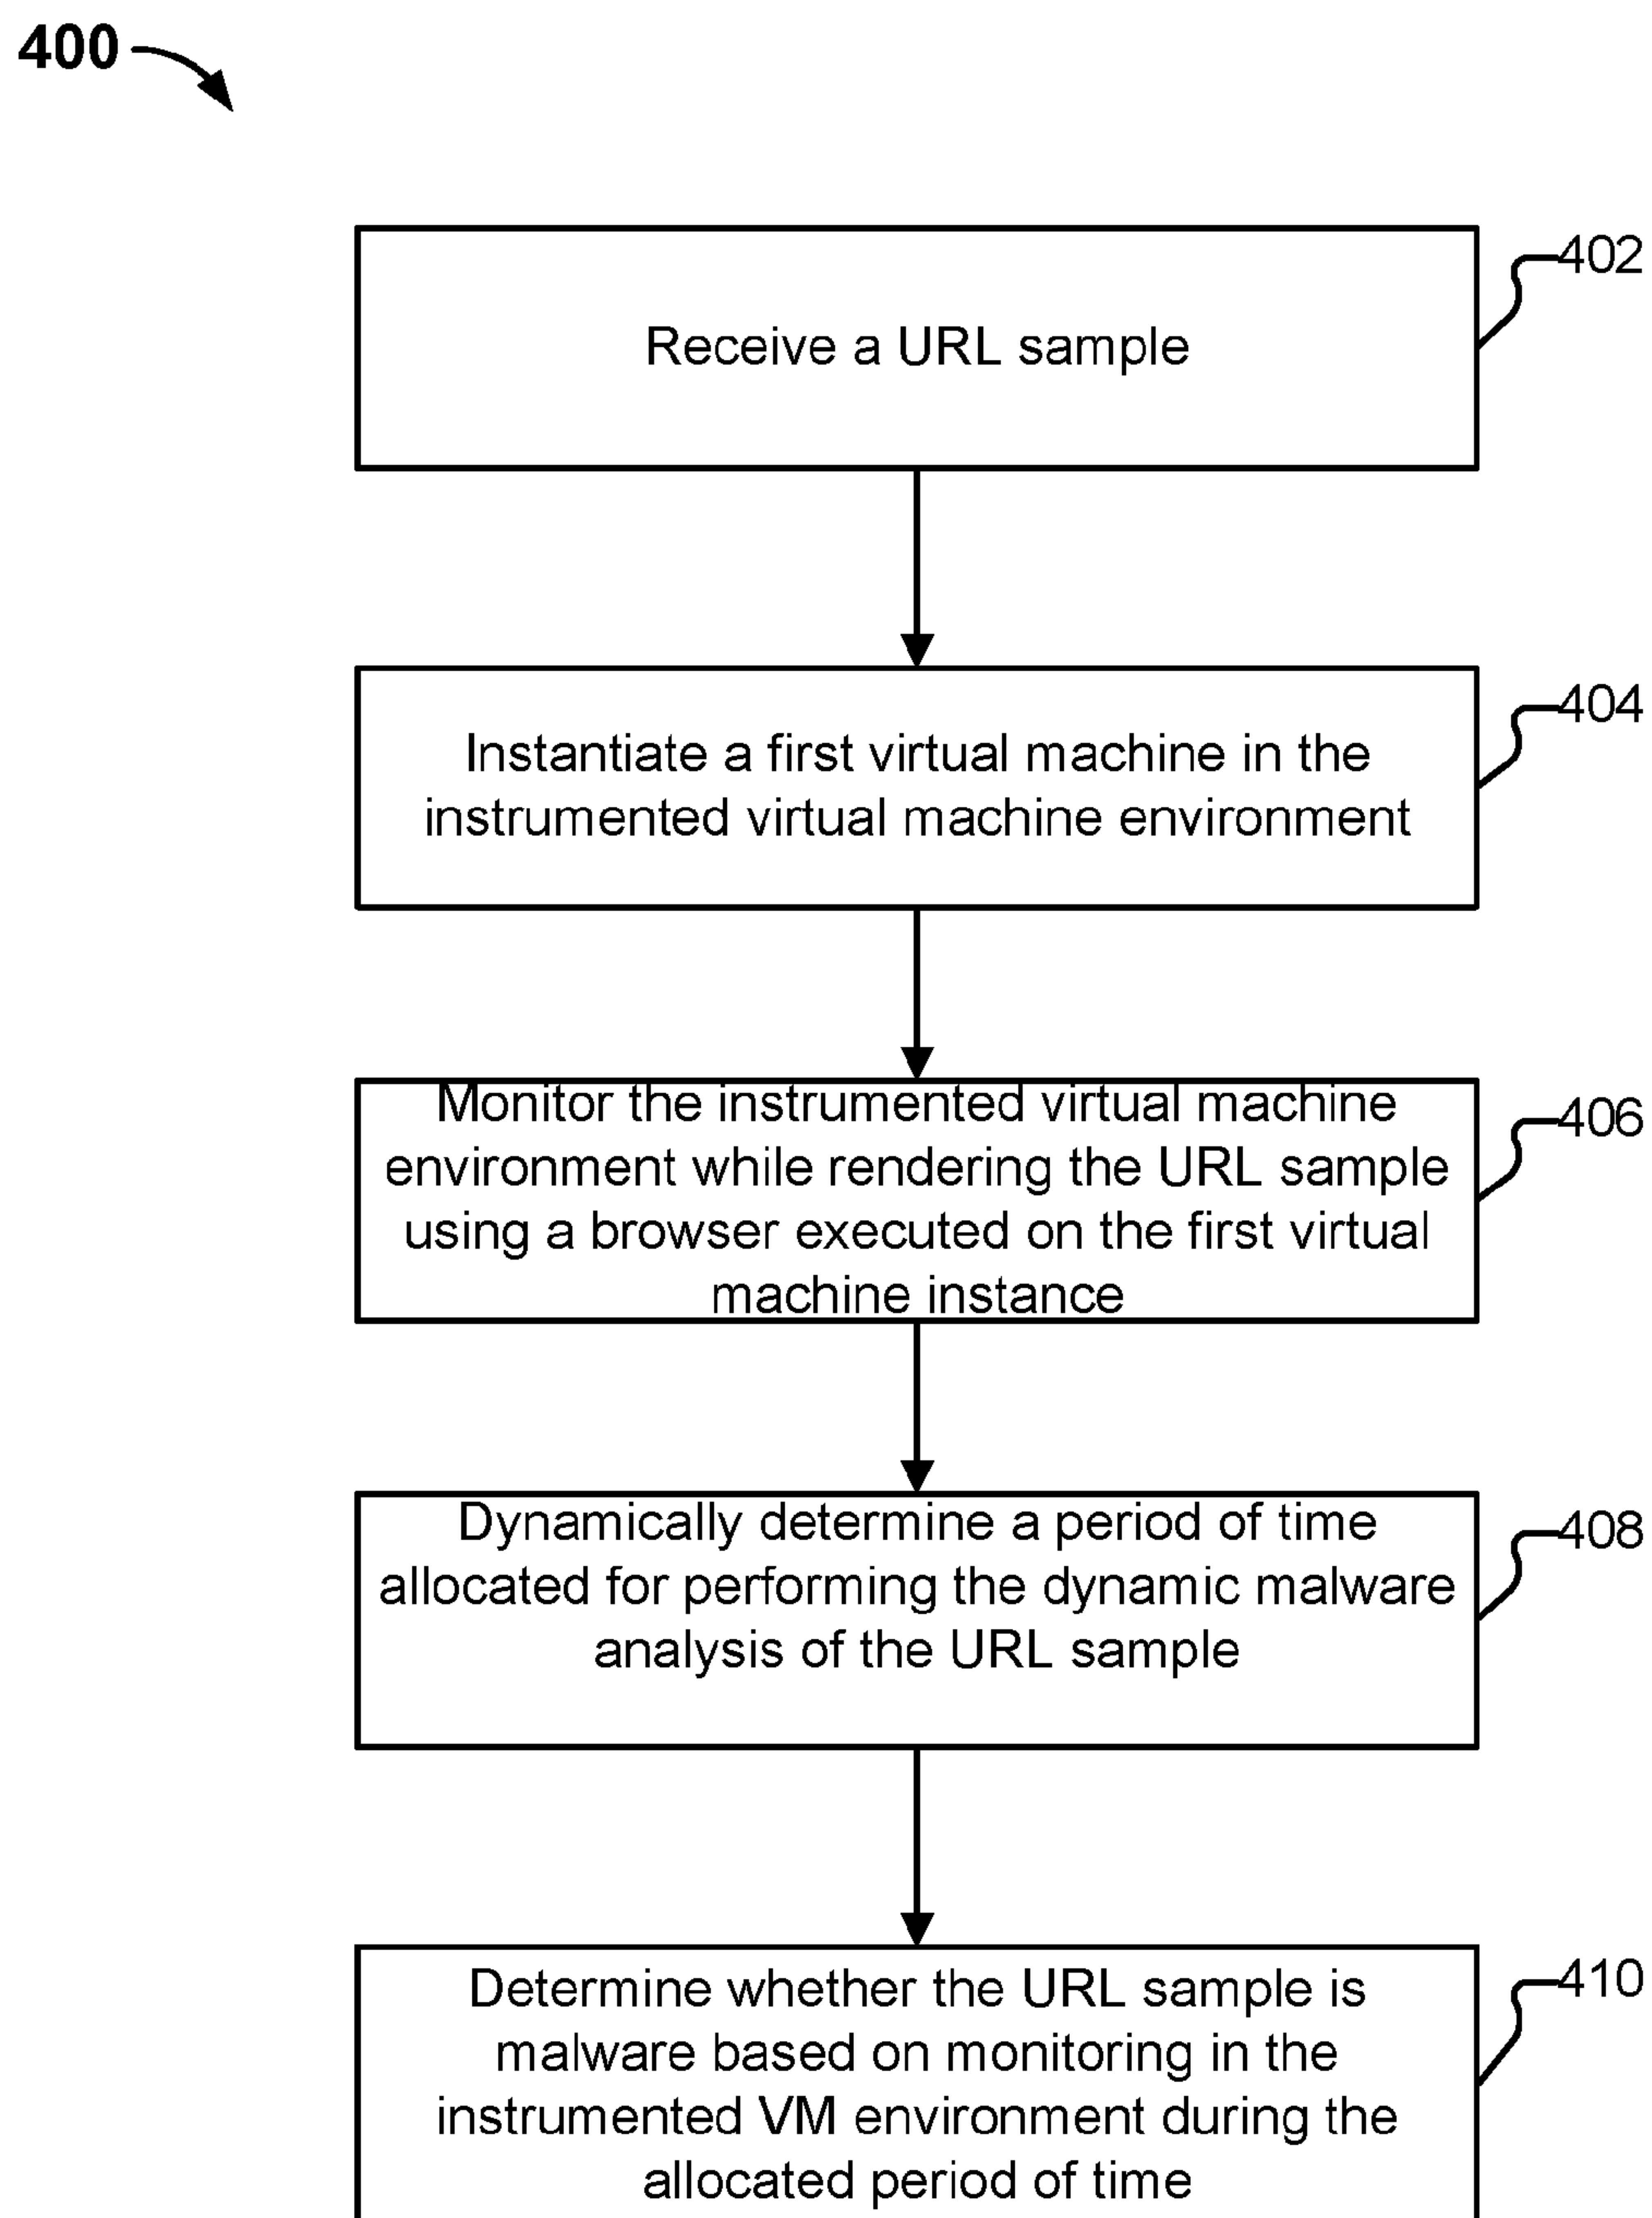 400
402
Receive a URL sample
404
Instantiate a first virtual machine in the
instrumented virtual machine environment
406
Monitor the instrumented virtual machine
environment while rendering the URL sample
using a browser executed on the first virtual
machine instance
408
Dynamically determine a period of time
allocated for performing the dynamic malware
analysis of the URL sample
410
Determine whether the URL sample is
malware based on monitoring in the
instrumented VM environment during the
allocated period of time